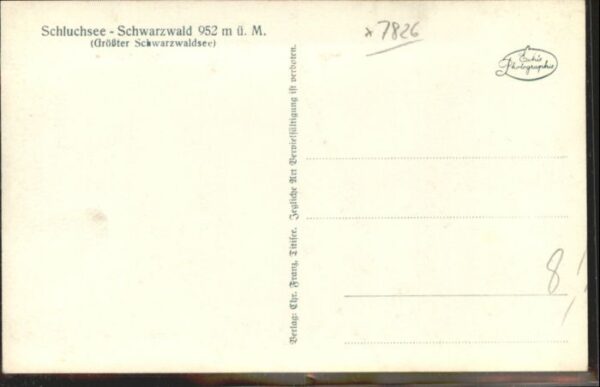 Schluchsee - Schwarzwald 952 m ü. M.
(Größter Schwarzwaldsee)
x 7826
Echte
Photographie
Verlag: Chr. Franz, Titisee. Jegliche Art Vervielfältigung ist verboten.
8,